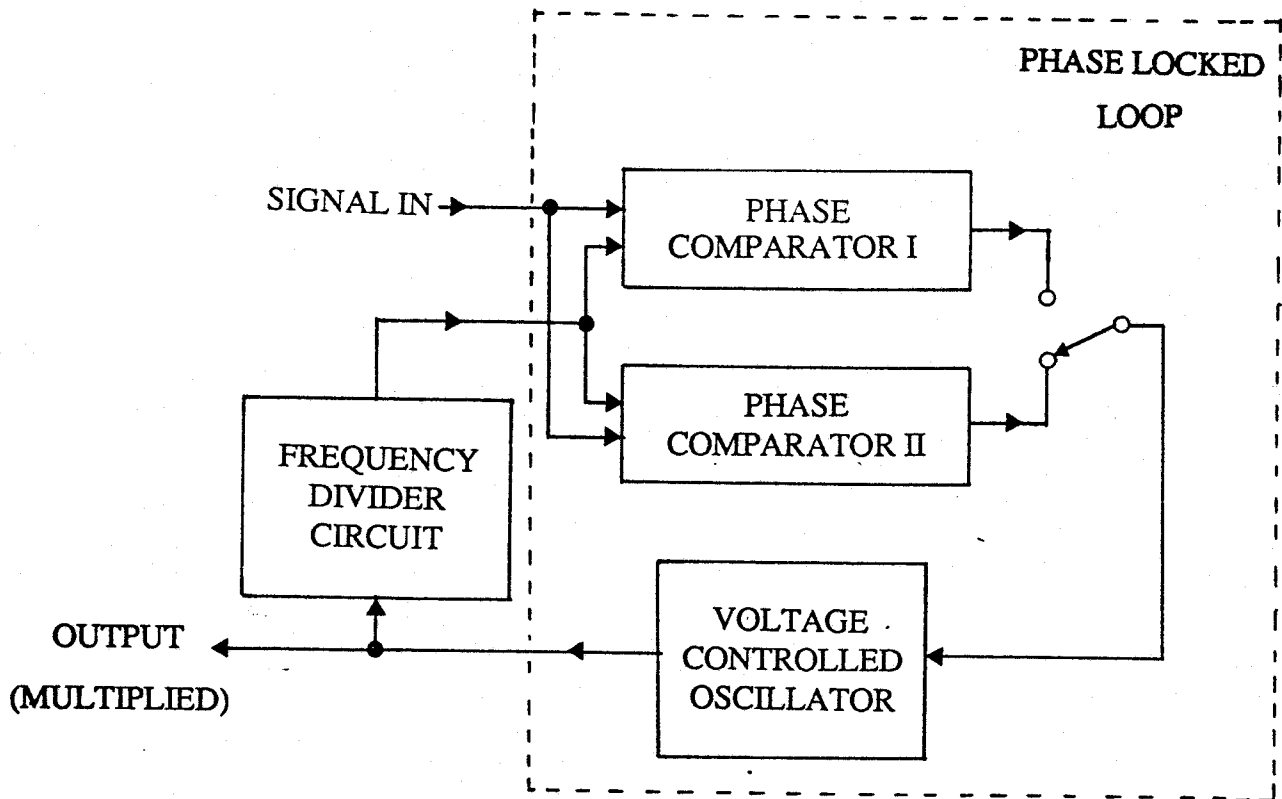 PHASE LOCKED
LOOP
SIGNAL IN
PHASE
COMPARATOR I
PHASE
COMPARATOR II
FREQUENCY
DIVIDER
CIRCUIT
VOLTAGE
CONTROLLED
OSCILLATOR
OUTPUT
(MULTIPLIED)